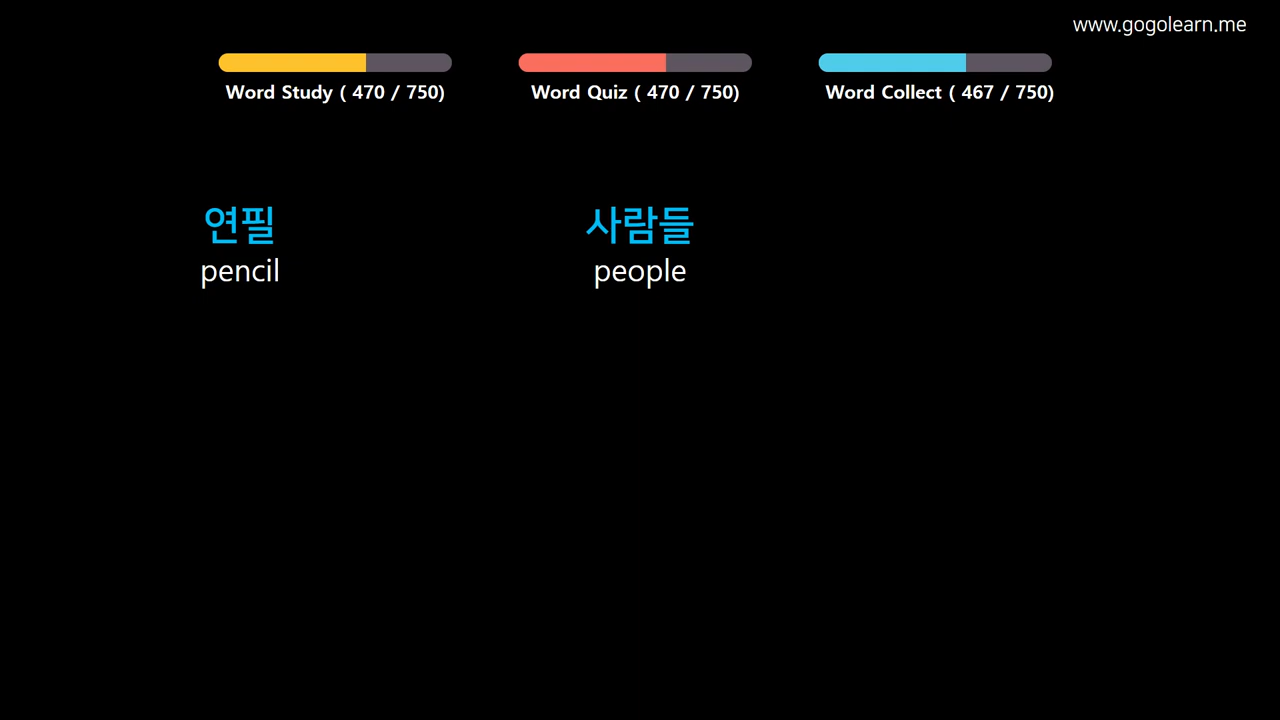 www.gogolearn.me
Word Study ( 470 / 750)
Word Quiz ( 470 / 750)
Word Collect ( 467 / 750)
연필
pencil
사람들
people